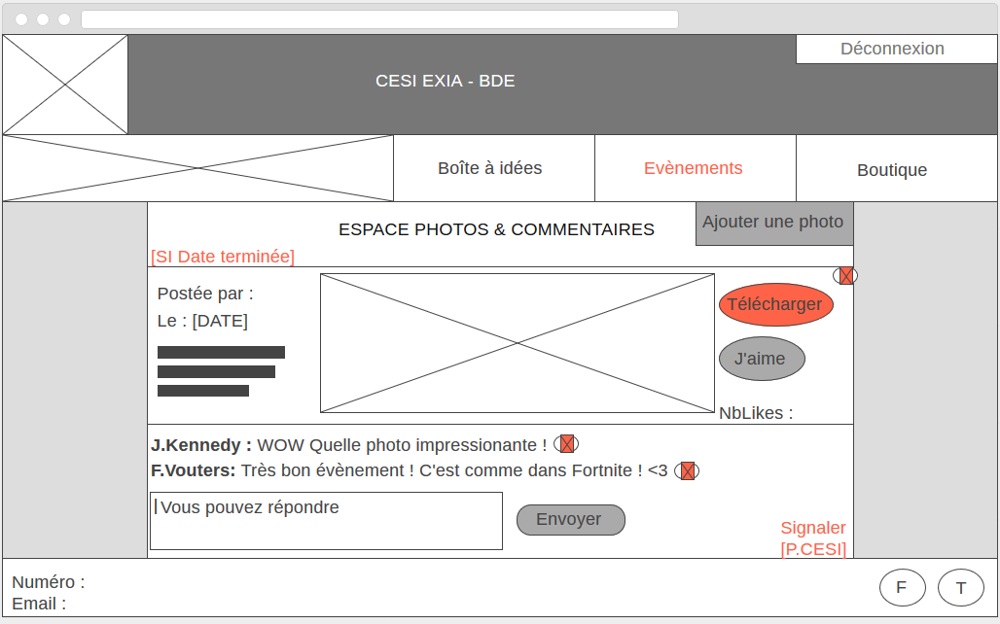 Déconnexion
CESI EXIA - BDE
Boîte à idées
Evènements
Boutique
ESPACE PHOTOS & COMMENTAIRES
Ajouter une photo
[SI Date terminée]
Postée par :
Le : [DATE]
Télécharger
J'aime
NbLikes :
J.Kennedy : WOW Quelle photo impressionante !
F.Vouters: Très bon évènement ! C'est comme dans Fortnite ! <3
Vous pouvez répondre
Envoyer
Signaler
[P.CESI]
Numéro :
Email :
F
T